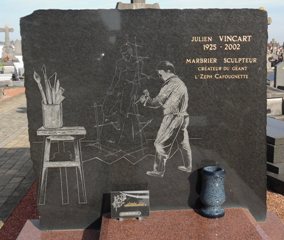 JULIEN VINCART
1925 - 2002
MARBRIER SCULPTEUR
CRÉATEUR DU GÉANT
L'ZEPH CAFOUGNETTE